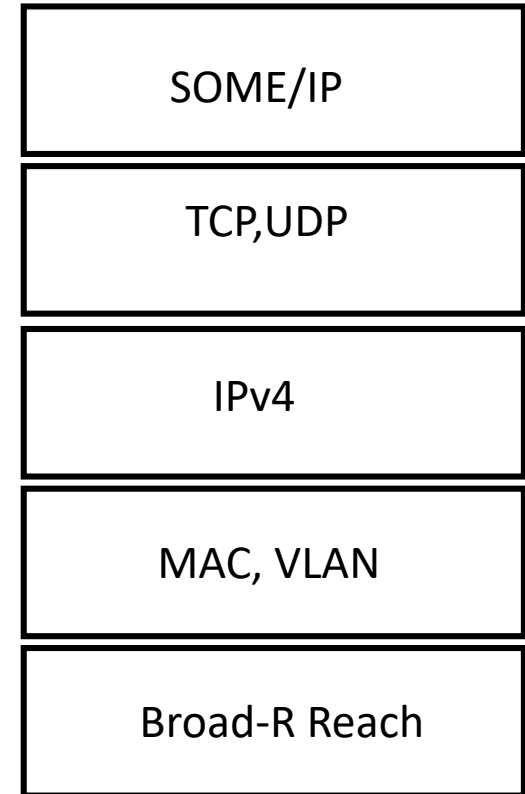 SOME/IP
TCP,UDP
IPv4
MAC, VLAN
Broad-R Reach